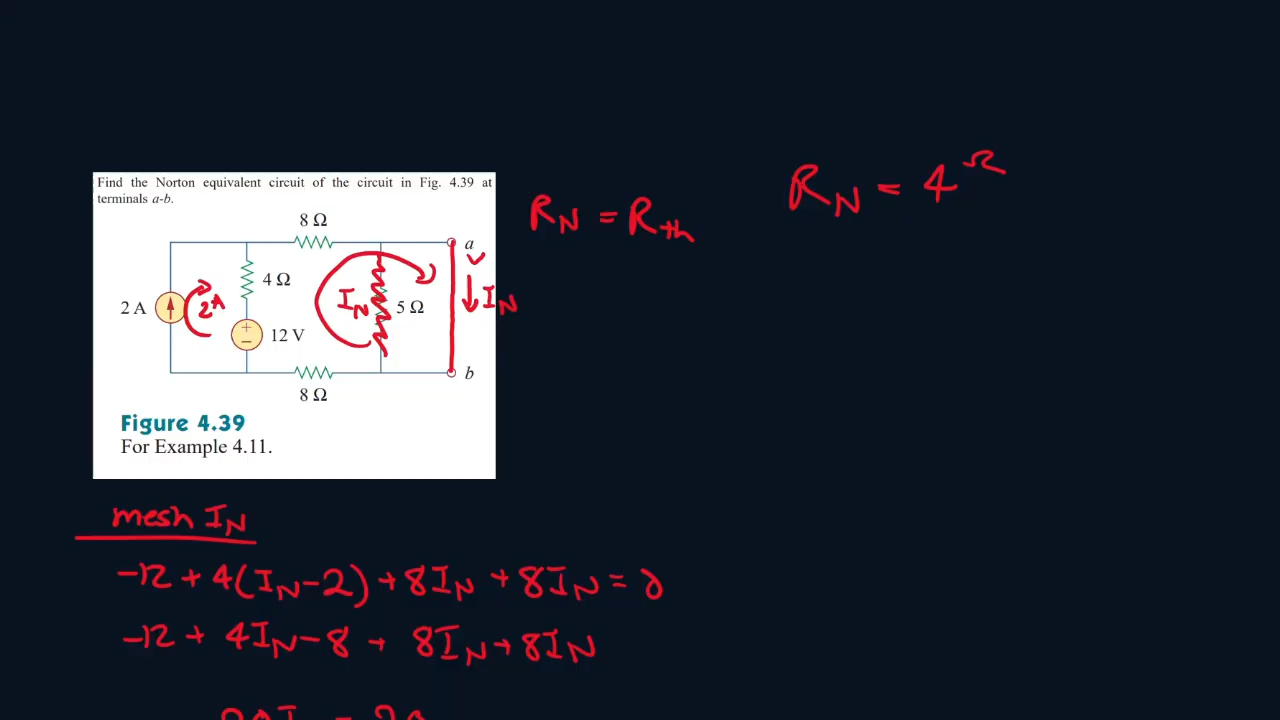 Find the Norton equivalent circuit of the circuit in Fig. 4.39 at
terminals a-b.
R_N = R_th
R_N = 4 Ω
8 Ω
a
4 Ω
2 A
2A
I_N
5 Ω
I_N
12 V
b
8 Ω
Figure 4.39
For Example 4.11.
mesh I_N
-12 + 4(I_N-2) + 8I_N + 8I_N = 0
-12 + 4I_N - 8 + 8I_N + 8I_N